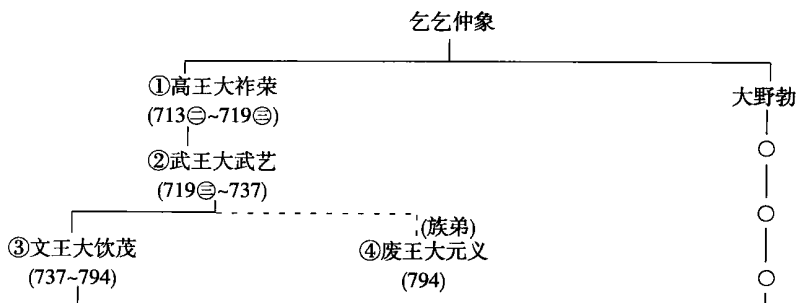 乞乞仲象
①高王大祚荣
(713㊁~719㊂)
大野勃
②武王大武艺
(719㊂~737)
③文王大饮茂
(737~794)
(族弟)
④废王大元义
(794)